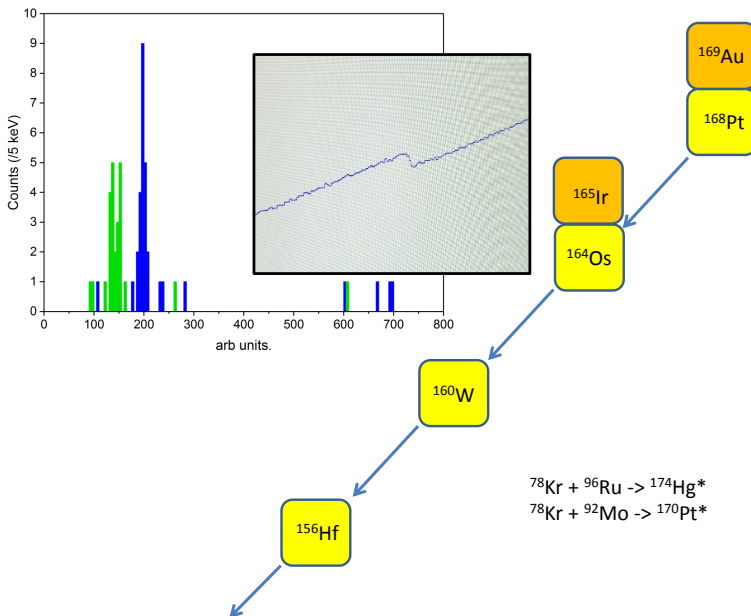 10
9
8
7
6
5
4
3
2
1
0
Counts (/5 keV)
0 100 200 300 400 500 600 700 800
arb units.
¹⁶⁹Au
¹⁶⁸Pt
¹⁶⁵Ir
¹⁶⁴Os
¹⁶⁰W
¹⁵⁶Hf
⁷⁸Kr + ⁹⁶Ru -> ¹⁷⁴Hg*
⁷⁸Kr + ⁹²Mo -> ¹⁷⁰Pt*